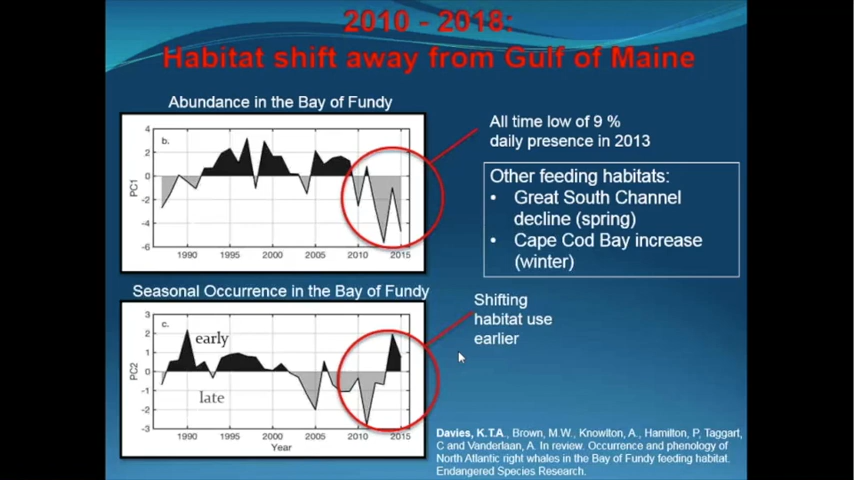 2010 - 2018:
Habitat shift away from Gulf of Maine
Abundance in the Bay of Fundy
b.
PC1
4
2
0
-2
-4
-6
1990 1995 2000 2005 2010 2015
Year
All time low of 9 %
daily presence in 2013
Other feeding habitats:
• Great South Channel
decline (spring)
• Cape Cod Bay increase
(winter)
Seasonal Occurrence in the Bay of Fundy
c.
early
late
PC2
3
2
1
0
-1
-2
-3
1990 1995 2000 2005 2010 2015
Year
Shifting
habitat use
earlier
Davies, K.T.A., Brown, M.W., Knowlton, A., Hamilton, P, Taggart,
C and Vanderlaan, A. In review. Occurrence and phenology of
North Atlantic right whales in the Bay of Fundy feeding habitat.
Endangered Species Research.